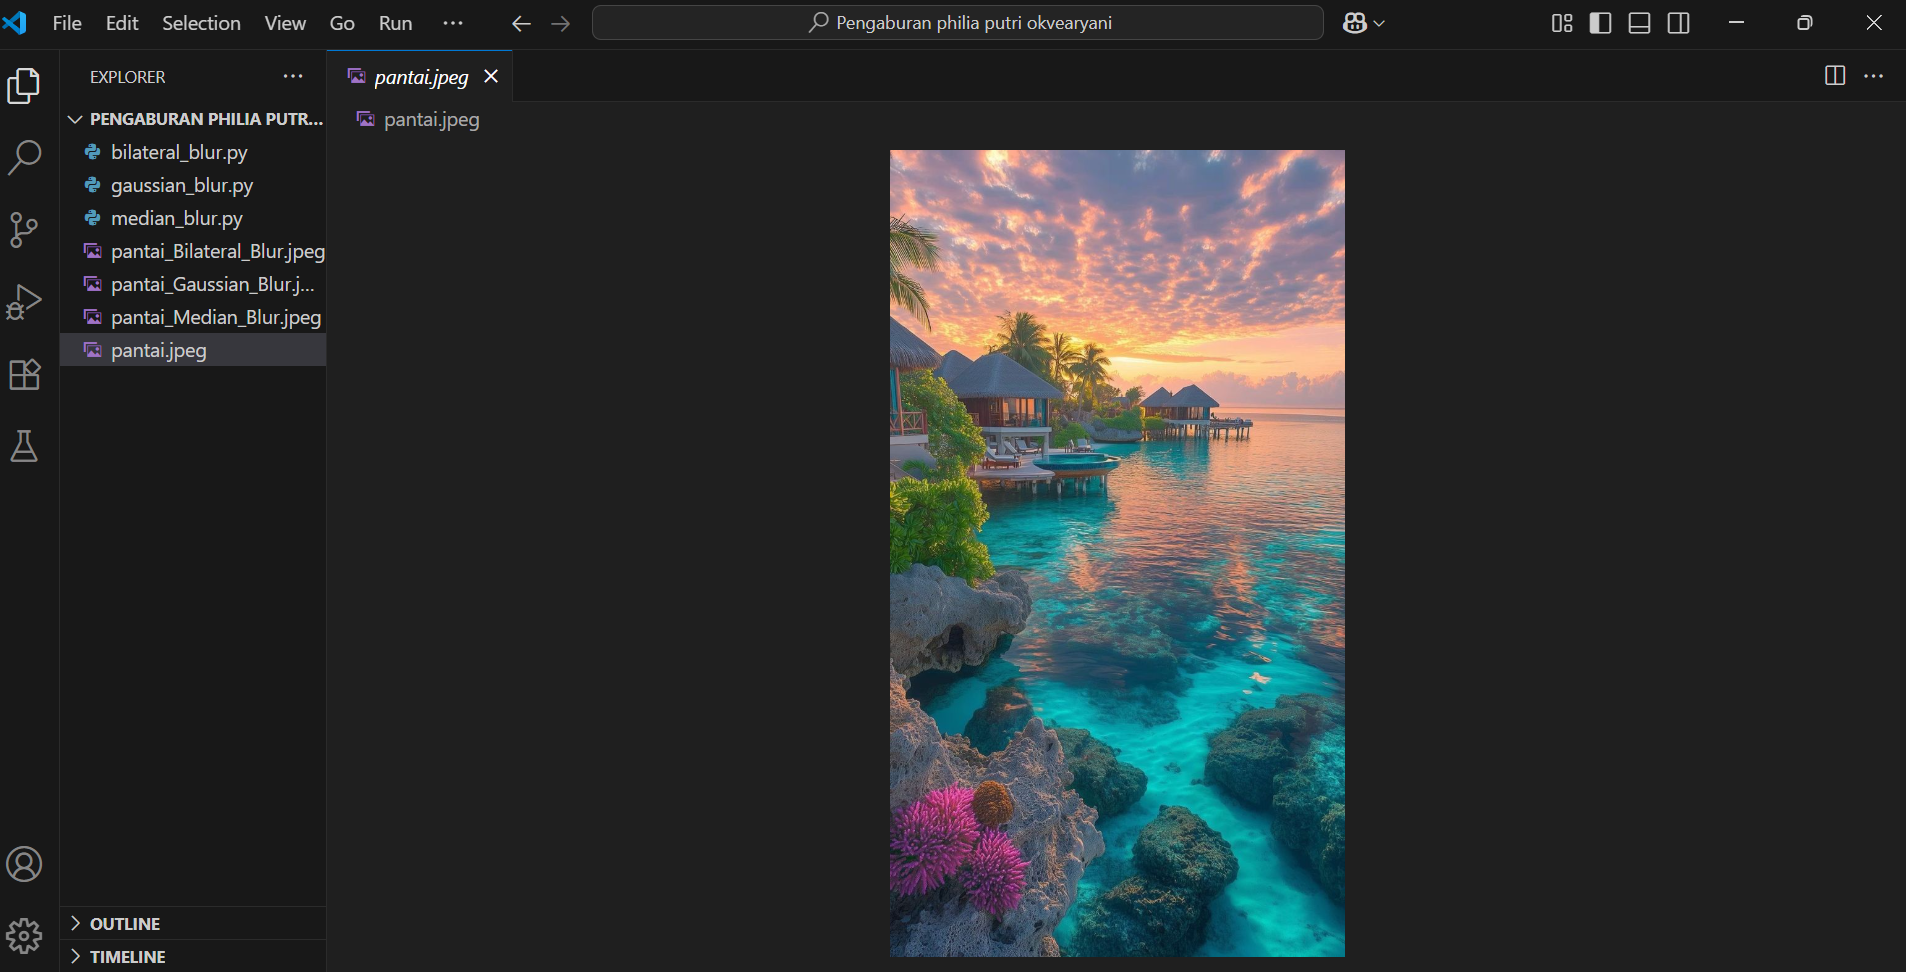 File Edit Selection View Go Run ···
Pengaburan philia putri okvearyani
EXPLORER
PENGABURAN PHILIA PUTR...
bilateral_blur.py
gaussian_blur.py
median_blur.py
pantai_Bilateral_Blur.jpeg
pantai_Gaussian_Blur.j...
pantai_Median_Blur.jpeg
pantai.jpeg
OUTLINE
TIMELINE
pantai.jpeg
pantai.jpeg